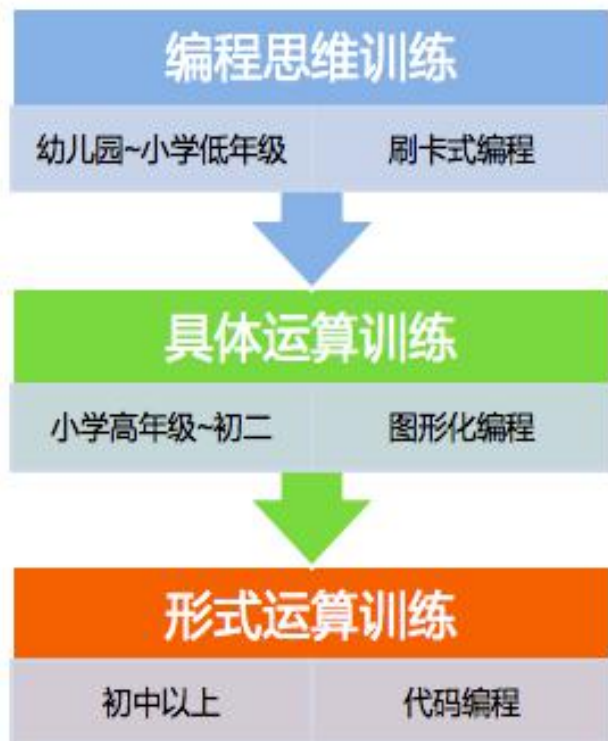 编程思维训练
幼儿园~小学低年级 刷卡式编程
具体运算训练
小学高年级~初二 图形化编程
形式运算训练
初中以上 代码编程